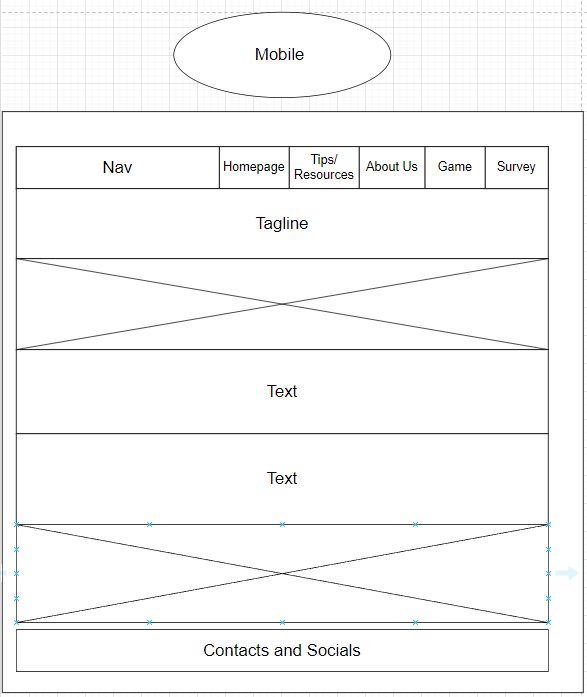 Mobile
Nav
Homepage
Tips/
Resources
About Us
Game
Survey
Tagline
Text
Text
Contacts and Socials